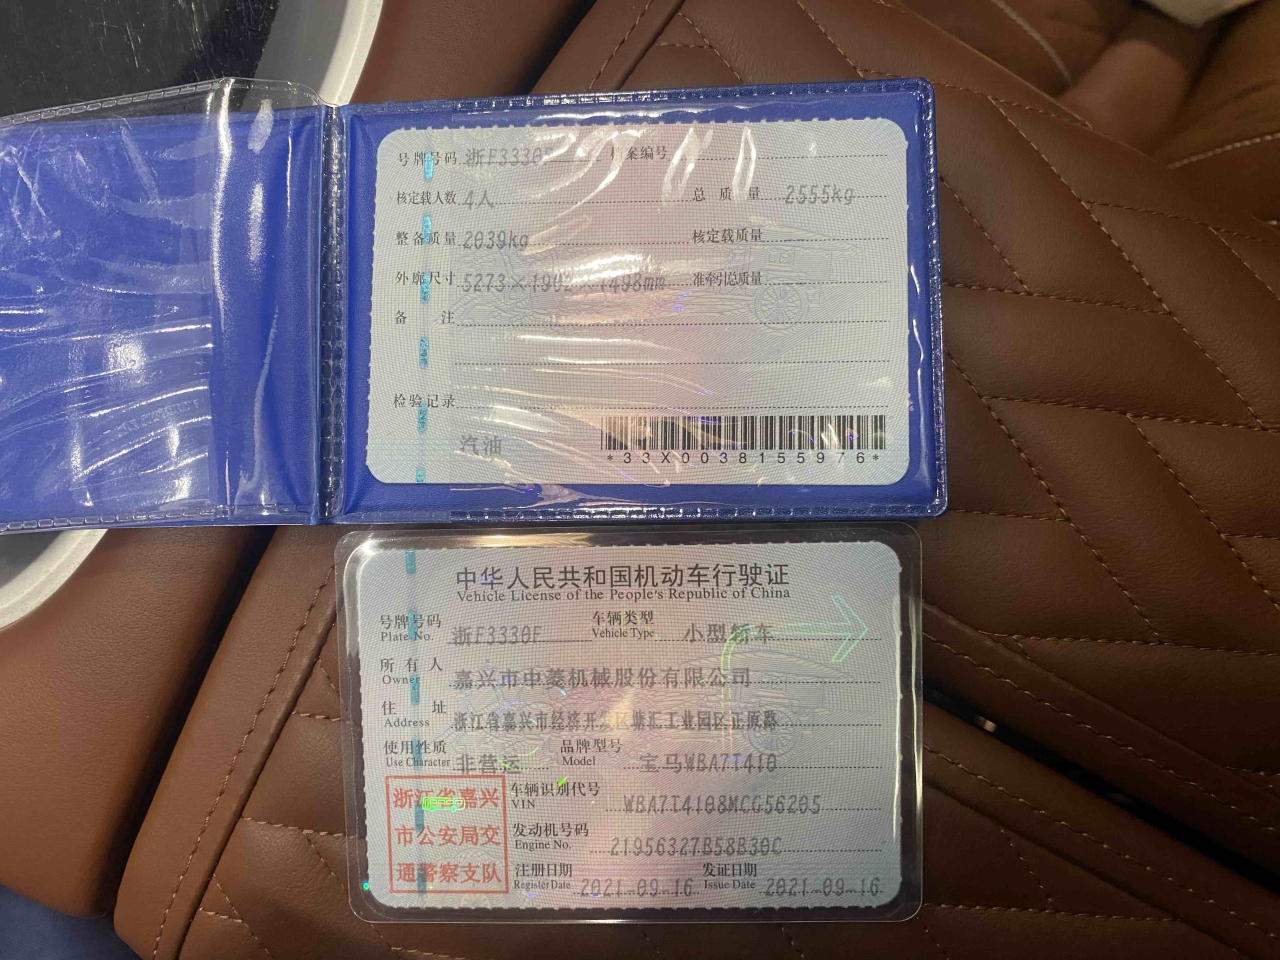 号牌号码 浙F3330F 档案编号
核定载人数 4人 总质量 2555kg
整备质量 2039kg 核定载质量
外廓尺寸 5273×1902×1498mm 准牵引总质量
备注
检验记录
汽油
*33X0038155976*
中华人民共和国机动车行驶证
Vehicle License of the People's Republic of China
号牌号码 浙F3330F 车辆类型 小型轿车
Plate No. Vehicle Type
所有人 嘉兴市中菱机械股份有限公司
Owner
住址 浙江省嘉兴市经济开发区塘汇工业园区正原路
Address
使用性质 非营运 品牌型号 宝马WBA7T410
Use Character Model
浙江省嘉兴
市公安局交
通警察支队
车辆识别代号 WBA7T4108MCG56205
VIN
发动机号码 21956327B58B30C
Engine No.
注册日期 2021-09-16 发证日期 2021-09-16
Register Date Issue Date